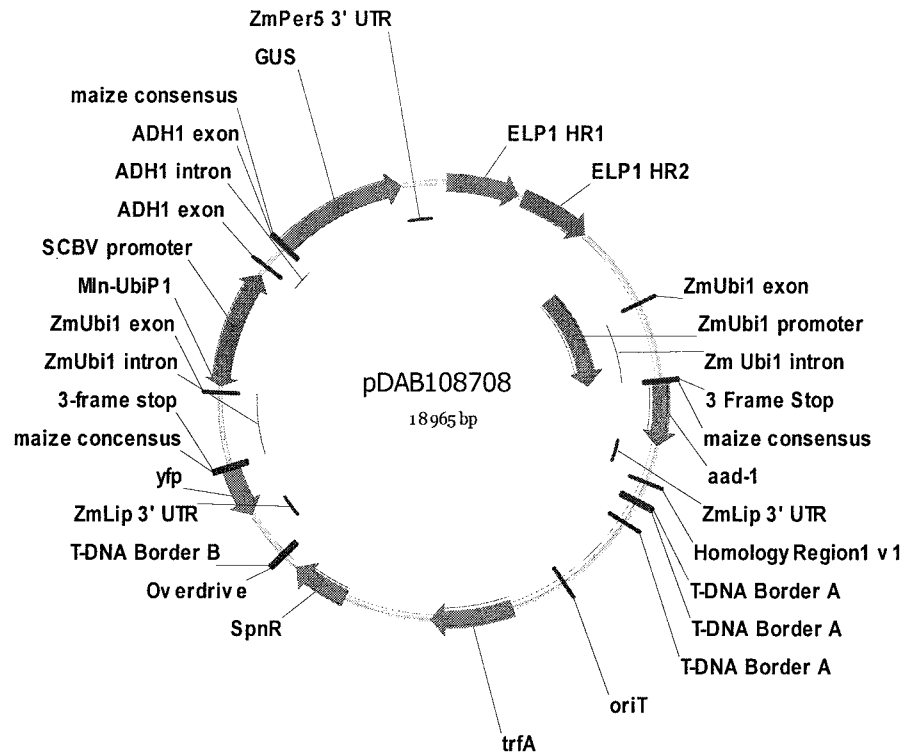 ZmPer5 3' UTR
GUS
maize consensus
ADH1 exon
ADH1 intron
ADH1 exon
SCBV promoter
MIn-UbiP1
ZmUbi1 exon
ZmUbi1 intron
3-frame stop
maize concensus
yfp
ZmLip 3' UTR
T-DNA Border B
Overdrive
SpnR
ELP1 HR1
ELP1 HR2
ZmUbi1 exon
ZmUbi1 promoter
Zm Ubi1 intron
3 Frame Stop
maize consensus
aad-1
ZmLip 3' UTR
Homology Region1 v 1
T-DNA Border A
T-DNA Border A
T-DNA Border A
oriT
trfA
pDAB108708
18965 bp